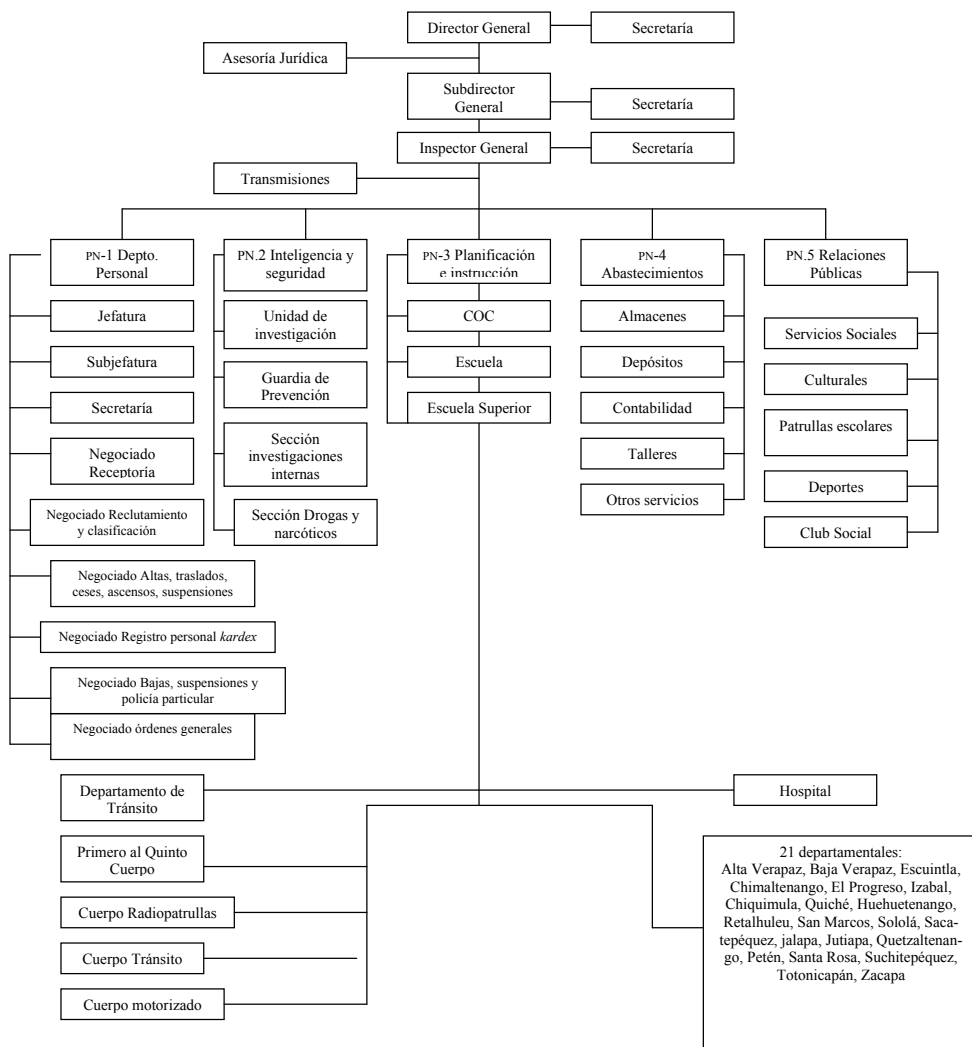 Director General
Secretaría
Asesoría Jurídica
Subdirector
General
Secretaría
Inspector General
Secretaría
Transmisiones
PN-1 Depto.
Personal
Jefatura
Subjefatura
Secretaría
Negociado
Receptoría
Negociado Reclutamiento
y clasificación
Negociado Altas, traslados,
ceses, ascensos, suspensiones
Negociado Registro personal kardex
Negociado Bajas, suspensiones y
policía particular
Negociado órdenes generales
PN.2 Inteligencia y
seguridad
Unidad de
investigación
Guardia de
Prevención
Sección
investigaciones
internas
Sección Drogas y
narcóticos
PN-3 Planificación
e instrucción
COC
Escuela
Escuela Superior
PN-4
Abastecimientos
Almacenes
Depósitos
Contabilidad
Talleres
Otros servicios
PN.5 Relaciones
Públicas
Servicios Sociales
Culturales
Patrullas escolares
Deportes
Club Social
Departamento de
Tránsito
Hospital
Primero al Quinto
Cuerpo
Cuerpo Radiopatrullas
Cuerpo Tránsito
Cuerpo motorizado
21 departamentales:
Alta Verapaz, Baja Verapaz, Escuintla,
Chimaltenango, El Progreso, Izabal,
Chiquimula, Quiché, Huehuetenango,
Retalhuleu, San Marcos, Sololá, Saca-
tepéquez, jalapa, Jutiapa, Quetzaltenan-
go, Petén, Santa Rosa, Suchitepéquez,
Totonicapán, Zacapa